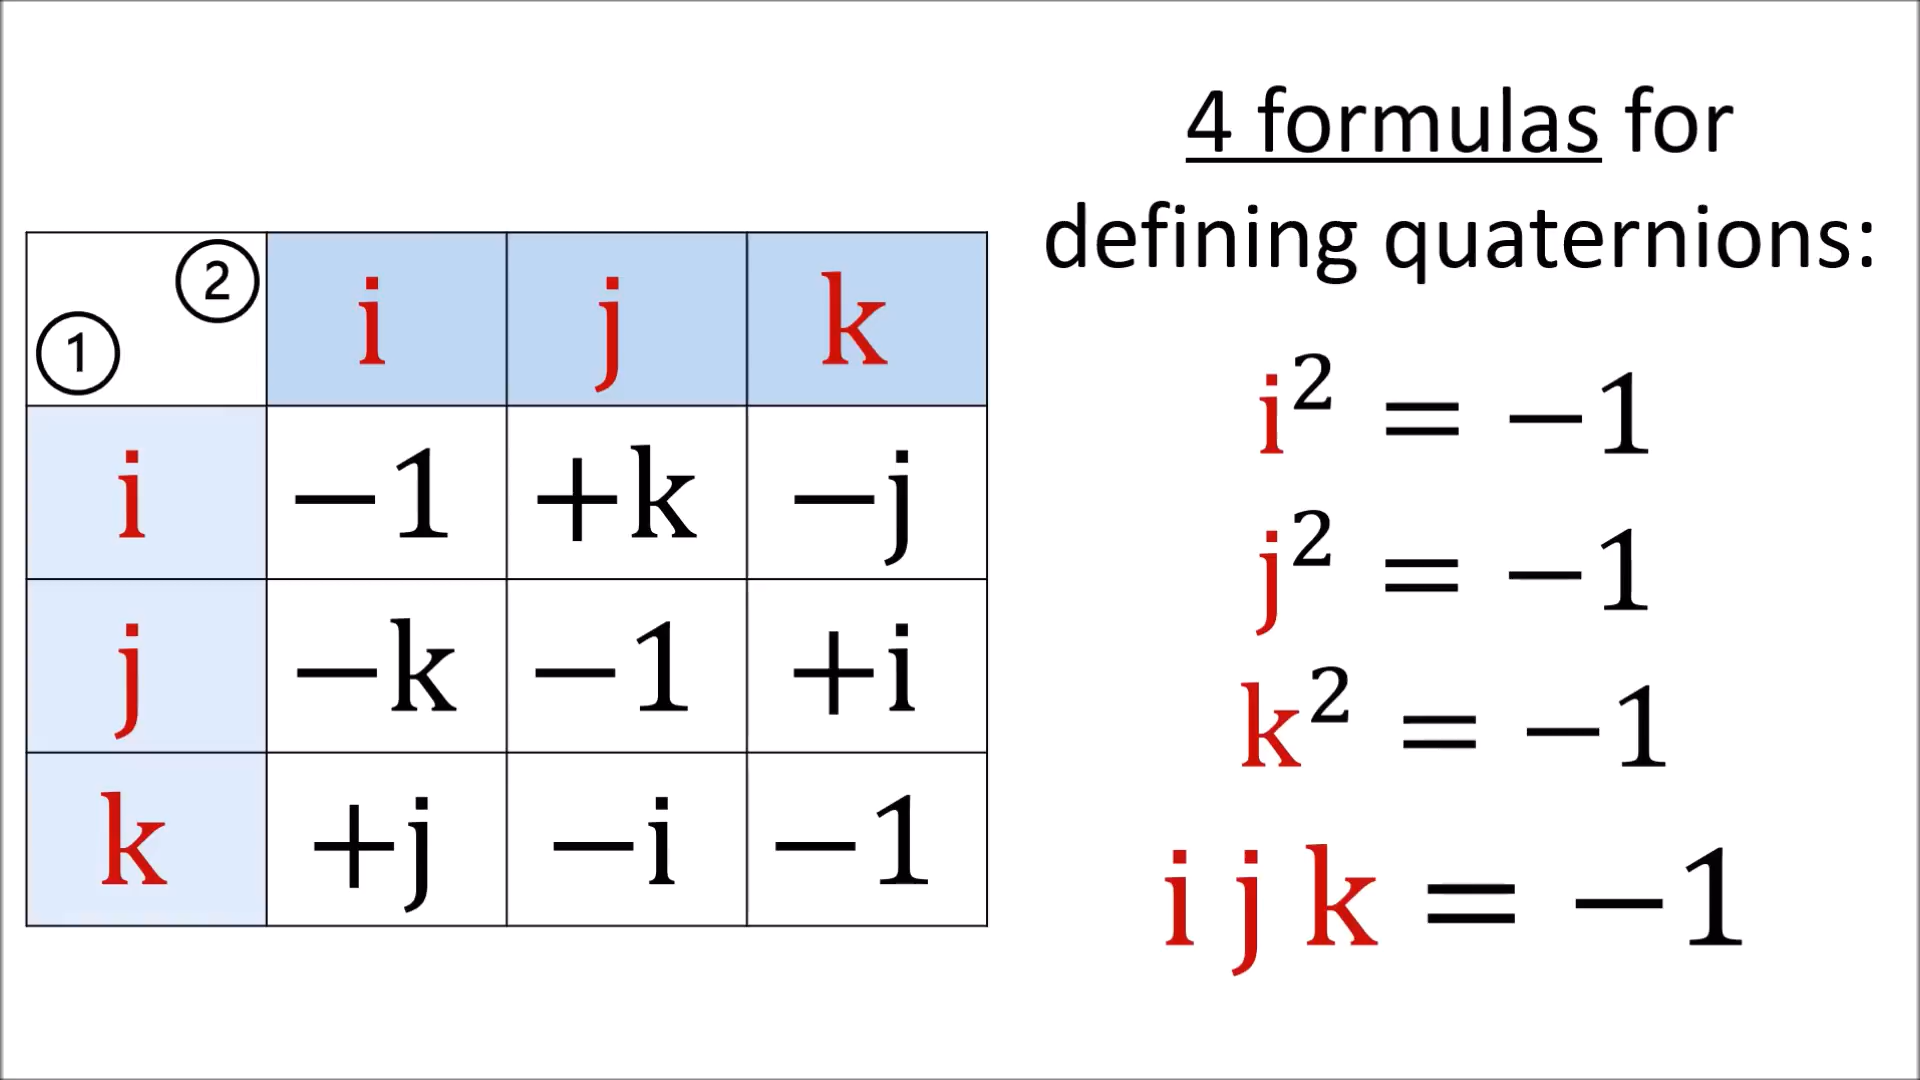 4 formulas for
defining quaternions:
① ② i j k
i −1 +k −j
j −k −1 +i
k +j −i −1
i² = −1
j² = −1
k² = −1
i j k = −1